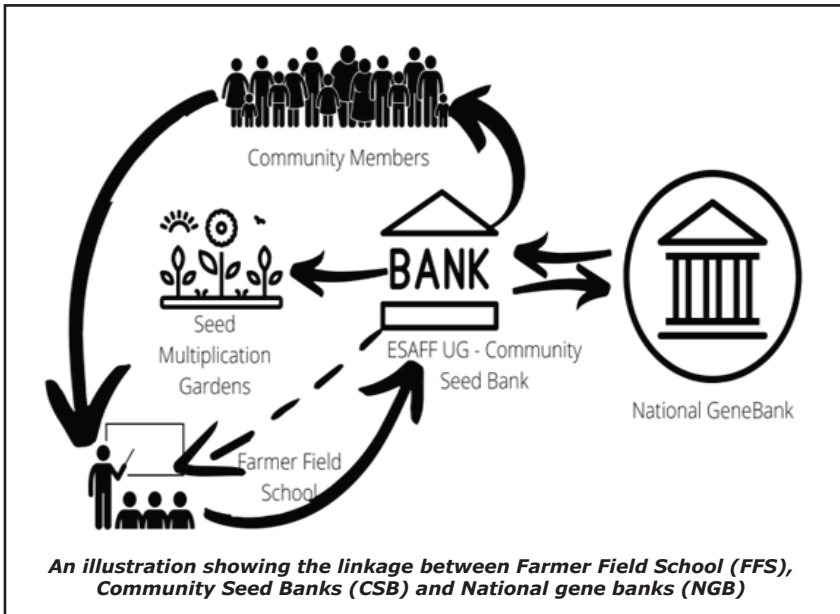 Community Members
BANK
Seed
Multiplication
Gardens
ESAFF UG - Community
Seed Bank
National GeneBank
Farmer Field
School
An illustration showing the linkage between Farmer Field School (FFS),
Community Seed Banks (CSB) and National gene banks (NGB)